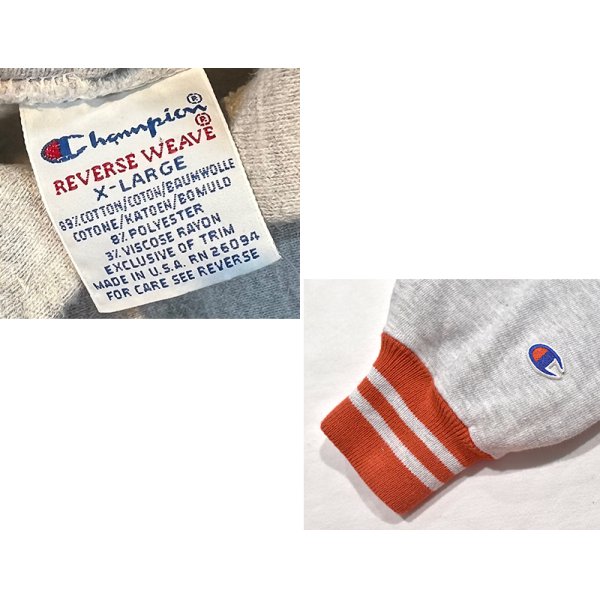 Champion®
REVERSE WEAVE®
X-LARGE
89%COTTON/COTON/BAUMWOLLE
COTONE/KATOEN/BOMULD
8% POLYESTER
3% VISCOSE RAYON
EXCLUSIVE OF TRIM
MADE IN U.S.A. RN 26094
FOR CARE SEE REVERSE